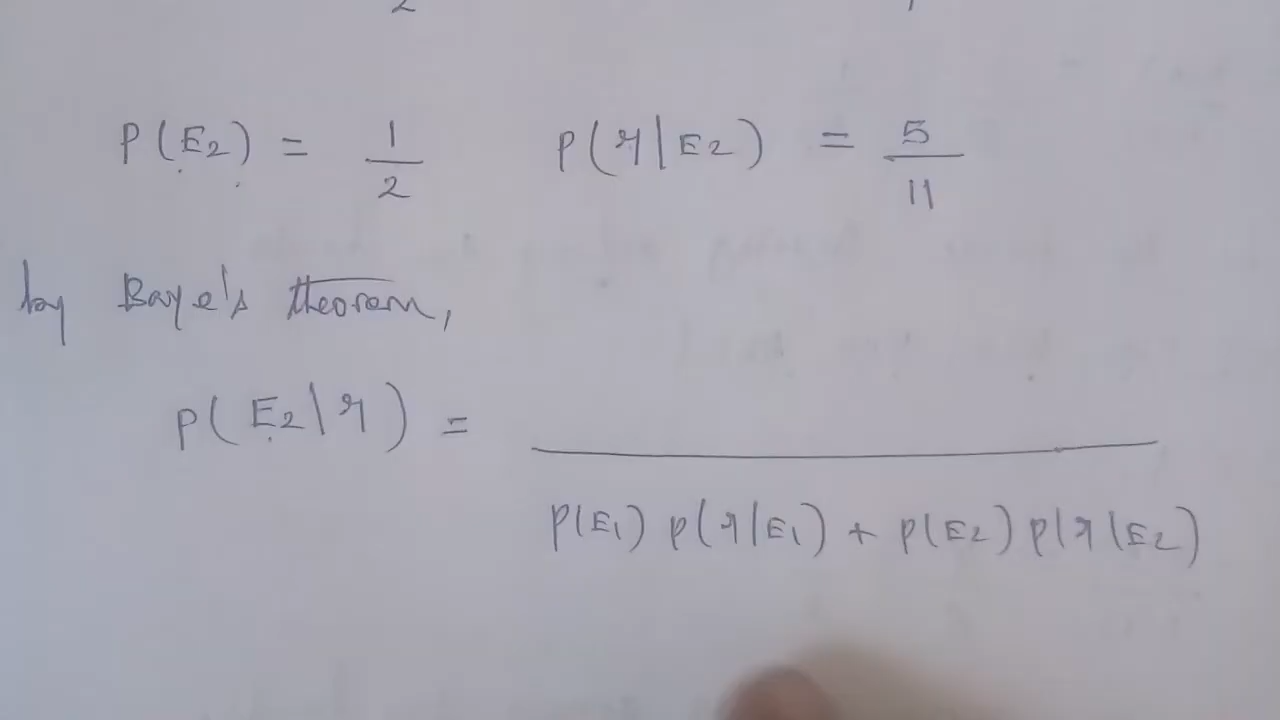 P(E2) = 1/2 P(r|E2) = 5/11
by Baye's theorem,
P(E2|r) =
P(E1) P(r|E1) + P(E2) P(r|E2)